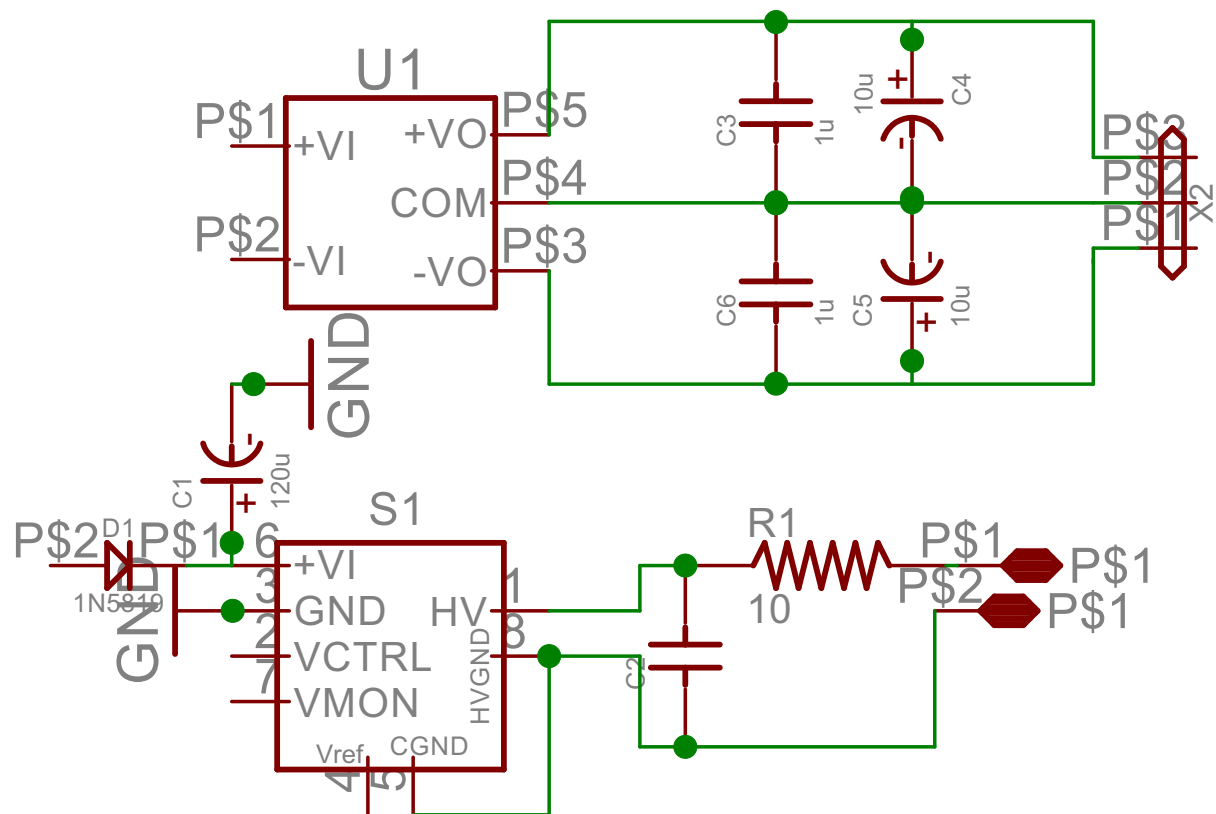 U1
P$1
+VI
+VO
P$5
COM
P$4
P$2
-VI
-VO
P$3
C3
1u
10u
+
C4
-
P$3
P$2
P$1
X2
C6
1u
C5
-
10u
+
GND
C1
-
120u
+
S1
P$2
D1
P$1
6
+VI
1N5819
GND
3
GND
HV
1
2
VCTRL
8
HVGND
7
VMON
Vref
CGND
4
5
R1
10
P$1
P$1
P$2
P$1
C2